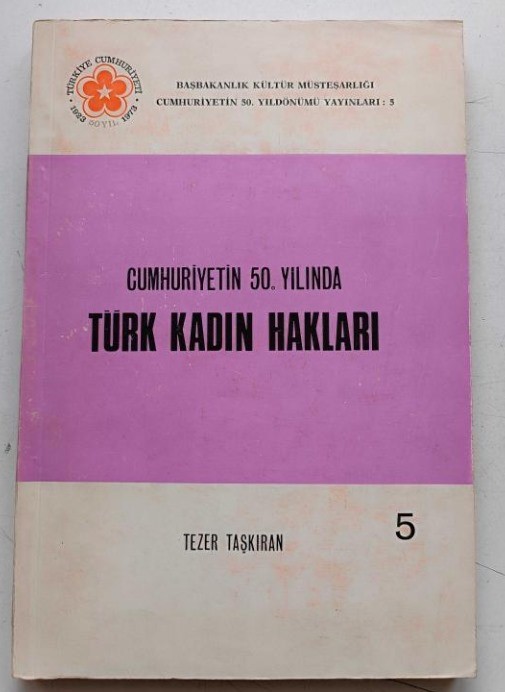 TÜRKİYE CUMHURİYETİ
1923 50.YIL 1973
BAŞBAKANLIK KÜLTÜR MÜSTEŞARLIĞI
CUMHURİYETİN 50. YILDÖNÜMÜ YAYINLARI : 5
CUMHURİYETİN 50. YILINDA
TÜRK KADIN HAKLARI
TEZER TAŞKIRAN
5